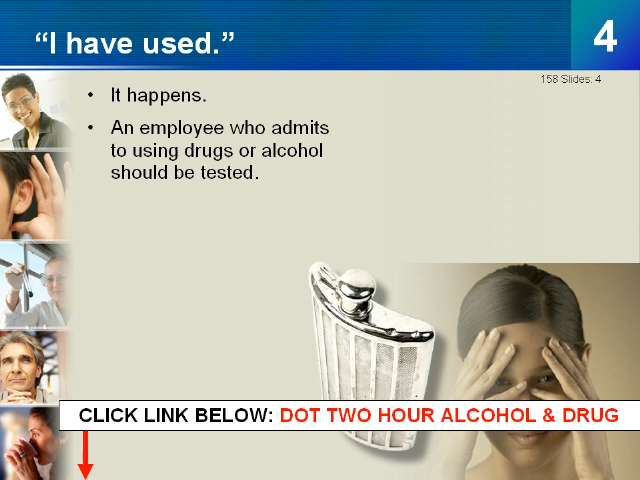 “I have used.”
4
158 Slides: 4
• It happens.
• An employee who admits
to using drugs or alcohol
should be tested.
CLICK LINK BELOW: DOT TWO HOUR ALCOHOL & DRUG